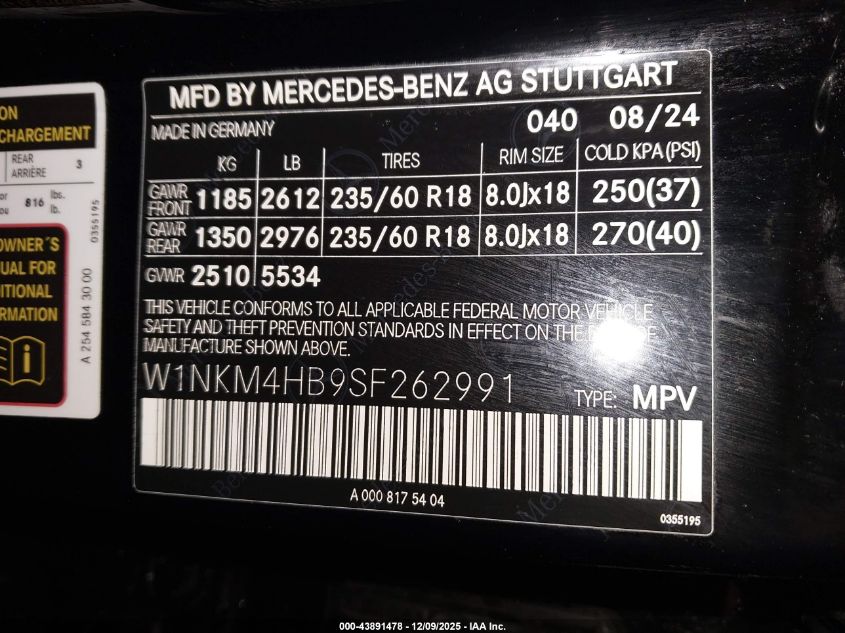 ON
CHARGEMENT
REAR 3
ARRIÈRE
or 816 lbs.
ou lb.
0355195
OWNER´S
UAL FOR
ITIONAL
RMATION
A 254 584 30 00
MFD BY MERCEDES-BENZ AG STUTTGART
MADE IN GERMANY 040 08/24
KG LB TIRES RIM SIZE COLD KPA (PSI)
GAWR FRONT 1185 2612 235/60 R18 8.0Jx18 250(37)
GAWR REAR 1350 2976 235/60 R18 8.0Jx18 270(40)
GVWR 2510 5534
THIS VEHICLE CONFORMS TO ALL APPLICABLE FEDERAL MOTOR VEHICLE
SAFETY AND THEFT PREVENTION STANDARDS IN EFFECT ON THE OF
MANUFACTURE SHOWN ABOVE.
W1NKM4HB9SF262991 TYPE: MPV
A 000 817 54 04
0355195
000-43891478 - 12/09/2025 - IAA Inc.